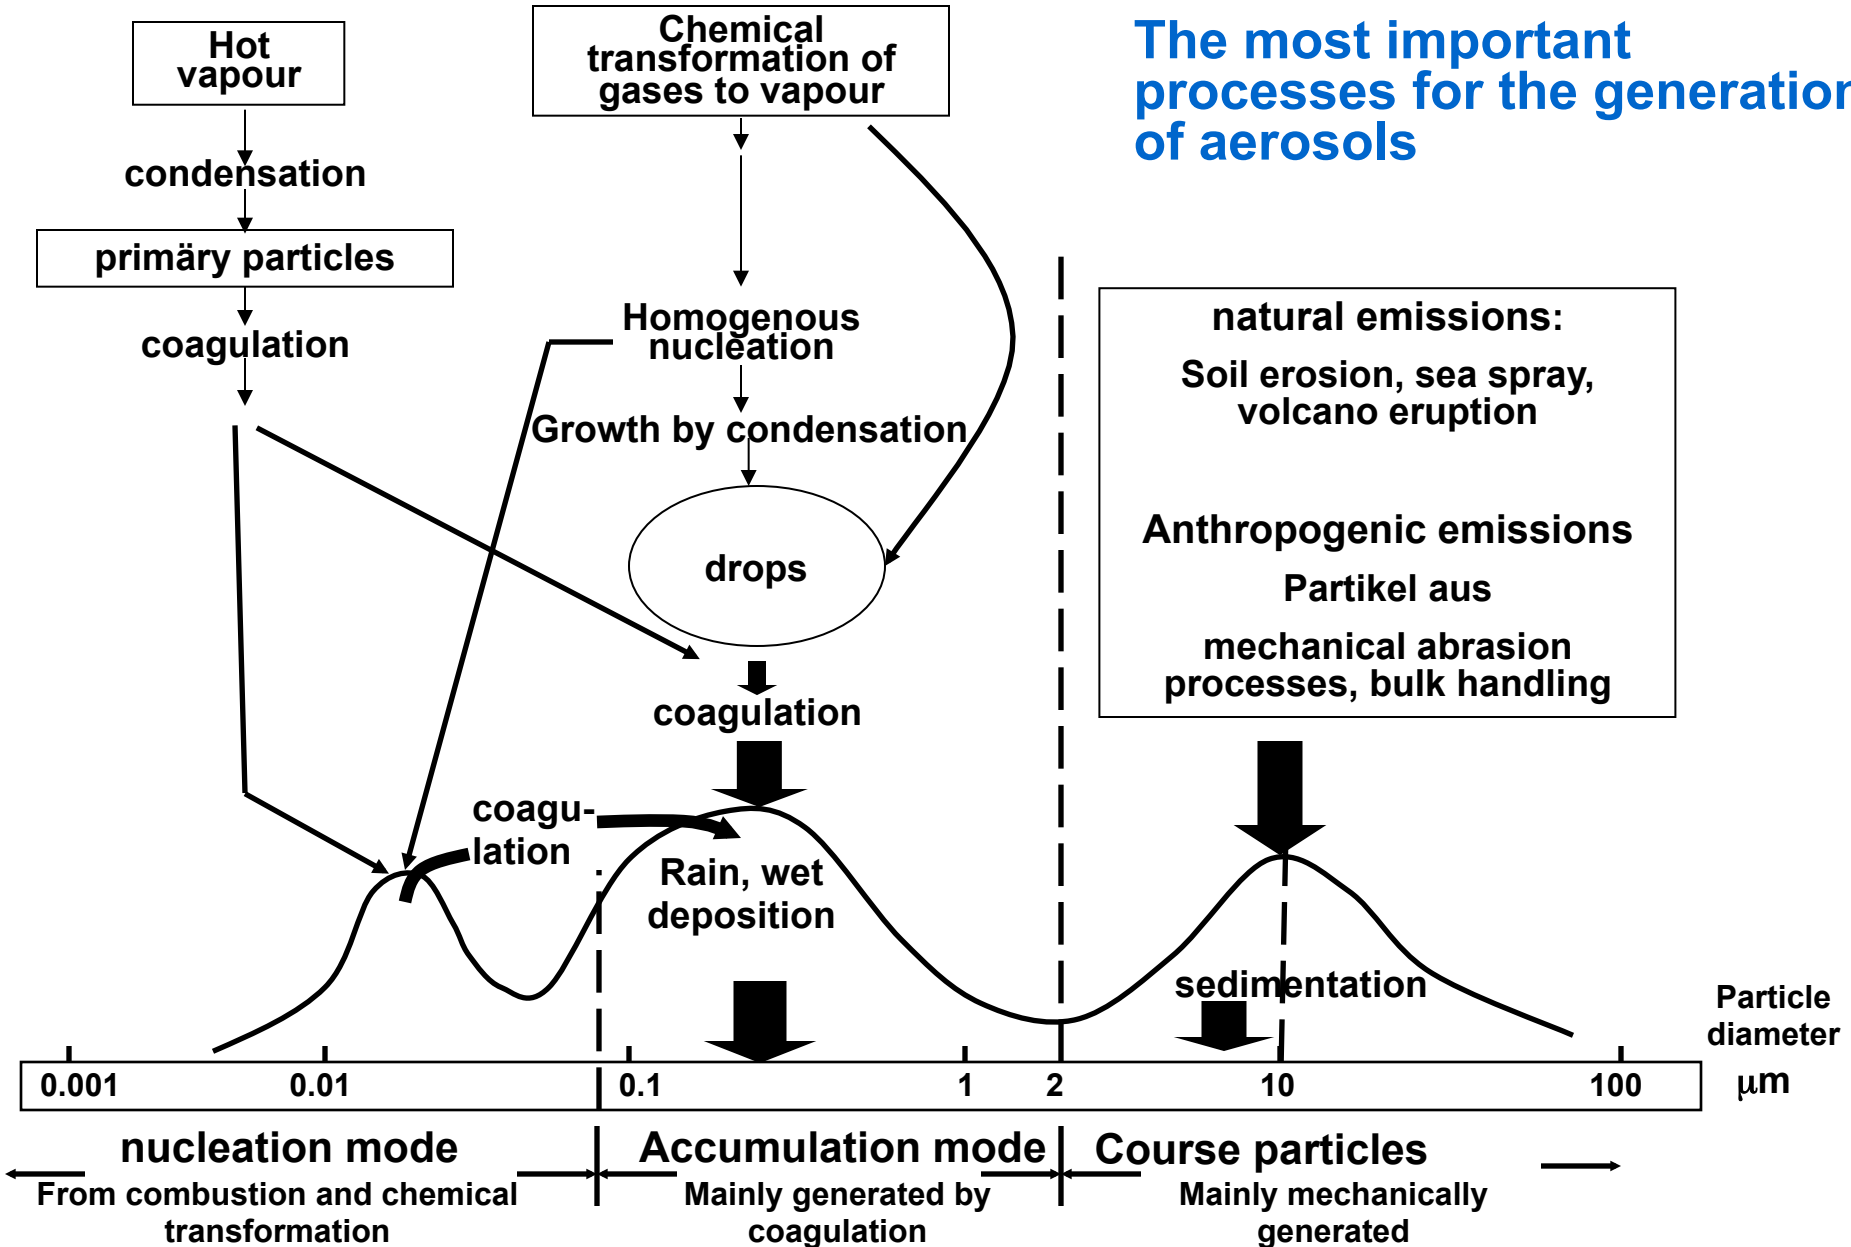 The most important
processes for the generation
of aerosols
Hot
vapour
condensation
primäry particles
coagulation
Chemical
transformation of
gases to vapour
Homogenous
nucleation
Growth by condensation
drops
coagulation
natural emissions:
Soil erosion, sea spray,
volcano eruption
Anthropogenic emissions
Partikel aus
mechanical abrasion
processes, bulk handling
coagu-
lation
Rain, wet
deposition
sedimentation
Particle
diameter
μm
0.001 0.01 0.1 1 2 10 100
nucleation mode
From combustion and chemical
transformation
Accumulation mode
Mainly generated by
coagulation
Course particles
Mainly mechanically
generated